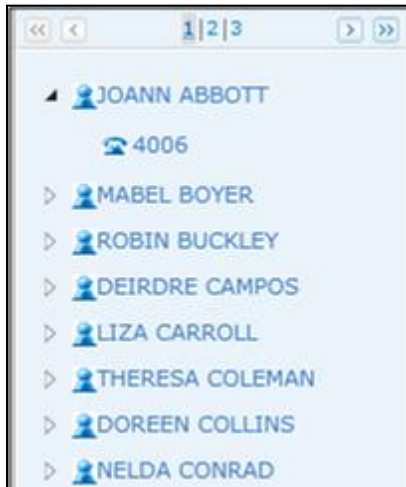 1|2|3
JOANN ABBOTT
4006
MABEL BOYER
ROBIN BUCKLEY
DEIRDRE CAMPOS
LIZA CARROLL
THERESA COLEMAN
DOREEN COLLINS
NELDA CONRAD